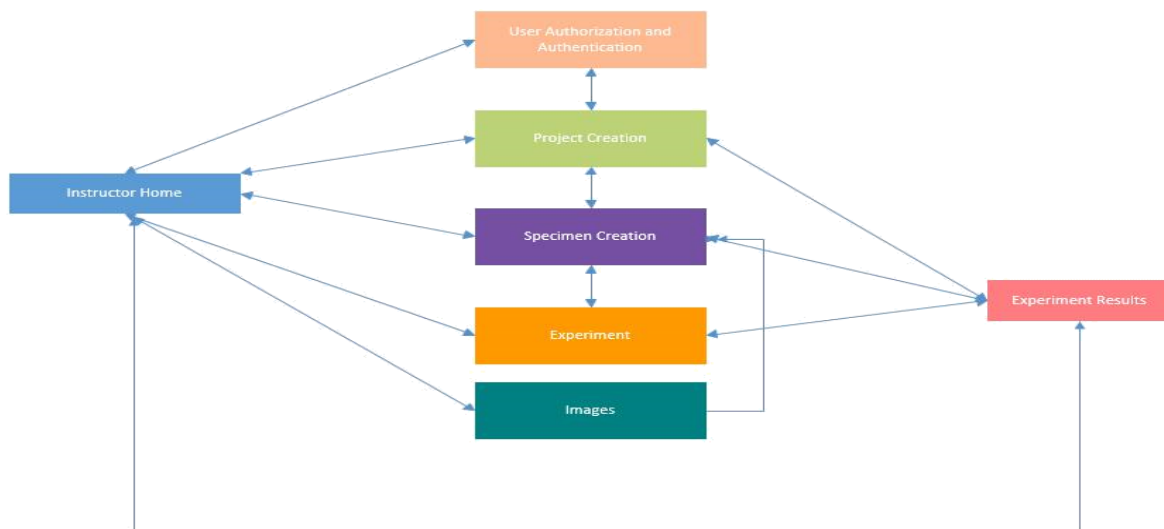 User Authorization and
Authentication
Project Creation
Instructor Home
Specimen Creation
Experiment Results
Experiment
Images